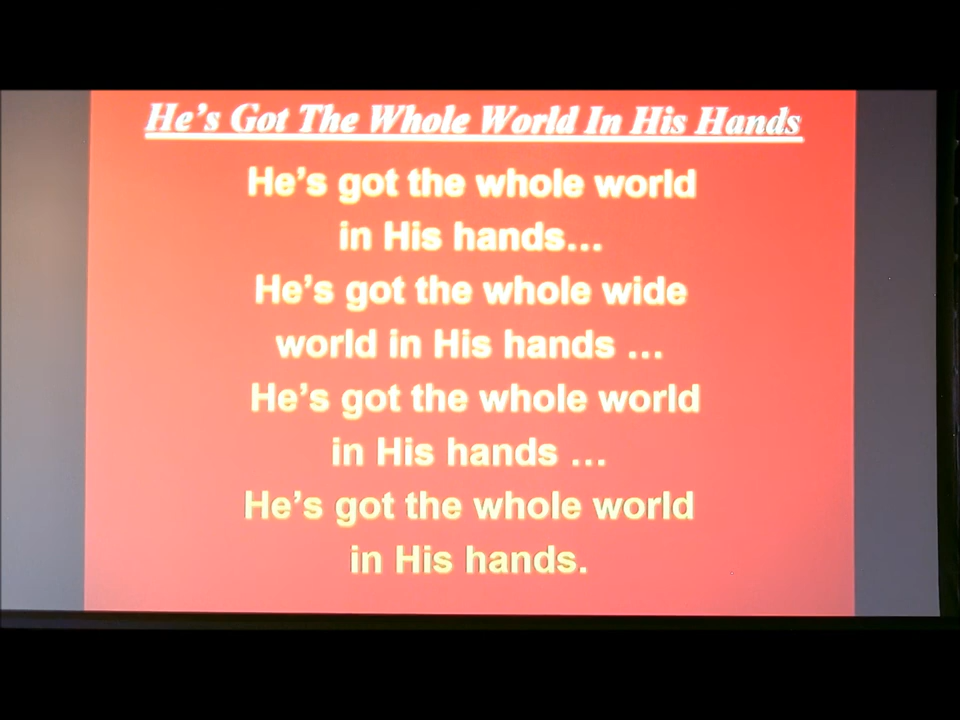 He's Got The Whole World In His Hands
He's got the whole world
in His hands…
He's got the whole wide
world in His hands …
He's got the whole world
in His hands …
He's got the whole world
in His hands.